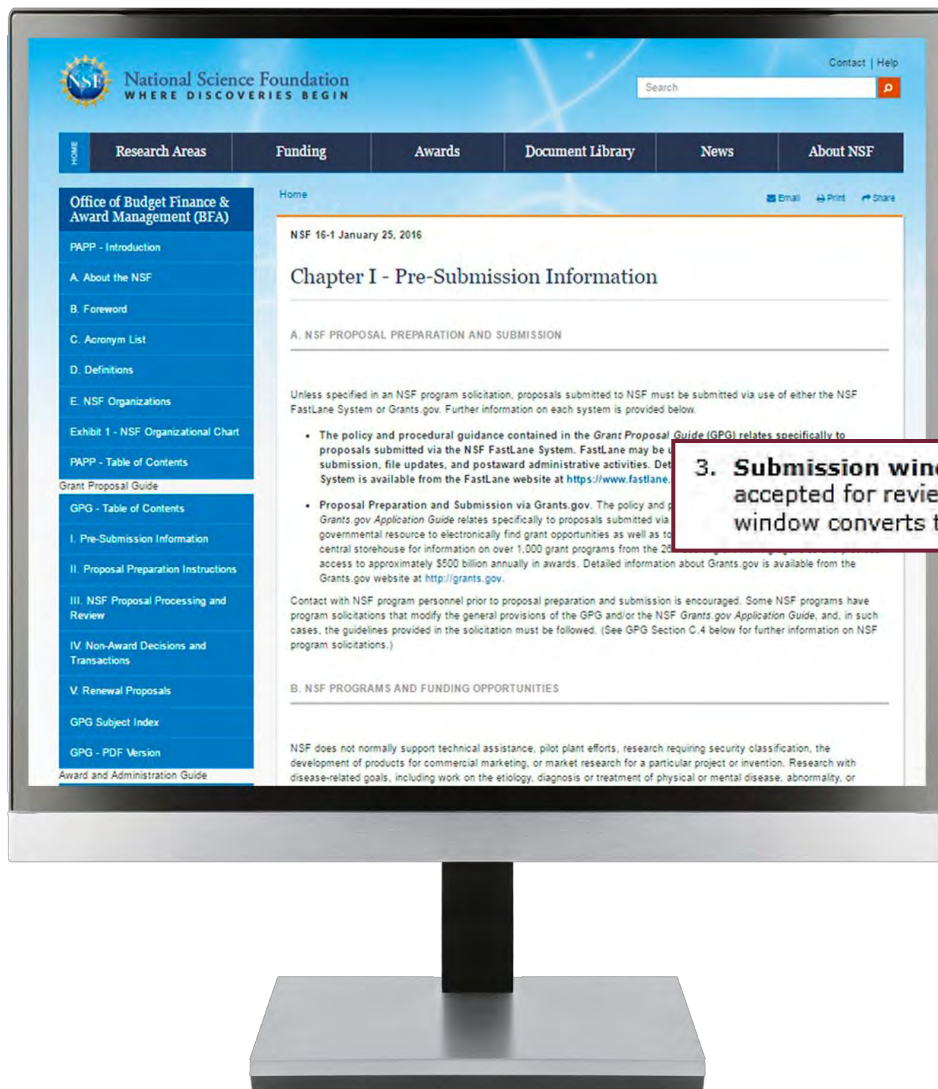 Contact | Help
NSF
National Science Foundation
WHERE DISCOVERIES BEGIN
Search
HOME
Research Areas
Funding
Awards
Document Library
News
About NSF
Office of Budget Finance &
Award Management (BFA)
PAPP - Introduction
A. About the NSF
B. Foreword
C. Acronym List
D. Definitions
E. NSF Organizations
Exhibit 1 - NSF Organizational Chart
PAPP - Table of Contents
Grant Proposal Guide
GPG - Table of Contents
I. Pre-Submission Information
II. Proposal Preparation Instructions
III. NSF Proposal Processing and
Review
IV. Non-Award Decisions and
Transactions
V. Renewal Proposals
GPG Subject Index
GPG - PDF Version
Award and Administration Guide
Home
Email Print Share
NSF 16-1 January 25, 2016
Chapter I - Pre-Submission Information
A. NSF PROPOSAL PREPARATION AND SUBMISSION
Unless specified in an NSF program solicitation, proposals submitted to NSF must be submitted via use of either the NSF
FastLane System or Grants.gov. Further information on each system is provided below.
• The policy and procedural guidance contained in the Grant Proposal Guide (GPG) relates specifically to
proposals submitted via the NSF FastLane System. FastLane may be
submission, file updates, and postaward administrative activities.
System is available from the FastLane website at https://www.fastlane.
• Proposal Preparation and Submission via Grants.gov. The policy and
Grants.gov Application Guide relates specifically to proposals submitted via
governmental resource to electronically find grant opportunities as well as to
central storehouse for information on over 1,000 grant programs from the
access to approximately $500 billion annually in awards. Detailed information about Grants.gov is available from the
Grants.gov website at http://grants.gov.
Contact with NSF program personnel prior to proposal preparation and submission is encouraged. Some NSF programs have
program solicitations that modify the general provisions of the GPG and/or the NSF Grants.gov Application Guide, and, in such
cases, the guidelines provided in the solicitation must be followed. (See GPG Section C.4 below for further information on NSF
program solicitations.)
B. NSF PROGRAMS AND FUNDING OPPORTUNITIES
NSF does not normally support technical assistance, pilot plant efforts, research requiring security classification, the
development of products for commercial marketing, or market research for a particular project or invention. Research with
disease-related goals, including work on the etiology, diagnosis or treatment of physical or mental disease, abnormality, or
3. Submission
accepted for
window converts